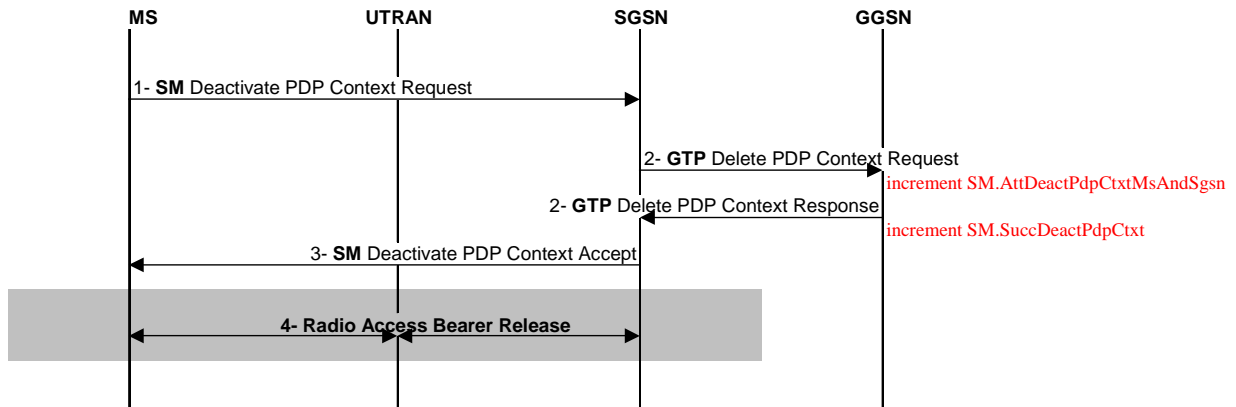 MS UTRAN SGSN GGSN
1- SM Deactivate PDP Context Request
2- GTP Delete PDP Context Request
increment SM.AttDeactPdpCtxtMsAndSgsn
2- GTP Delete PDP Context Response
increment SM.SuccDeactPdpCtxt
3- SM Deactivate PDP Context Accept
4- Radio Access Bearer Release